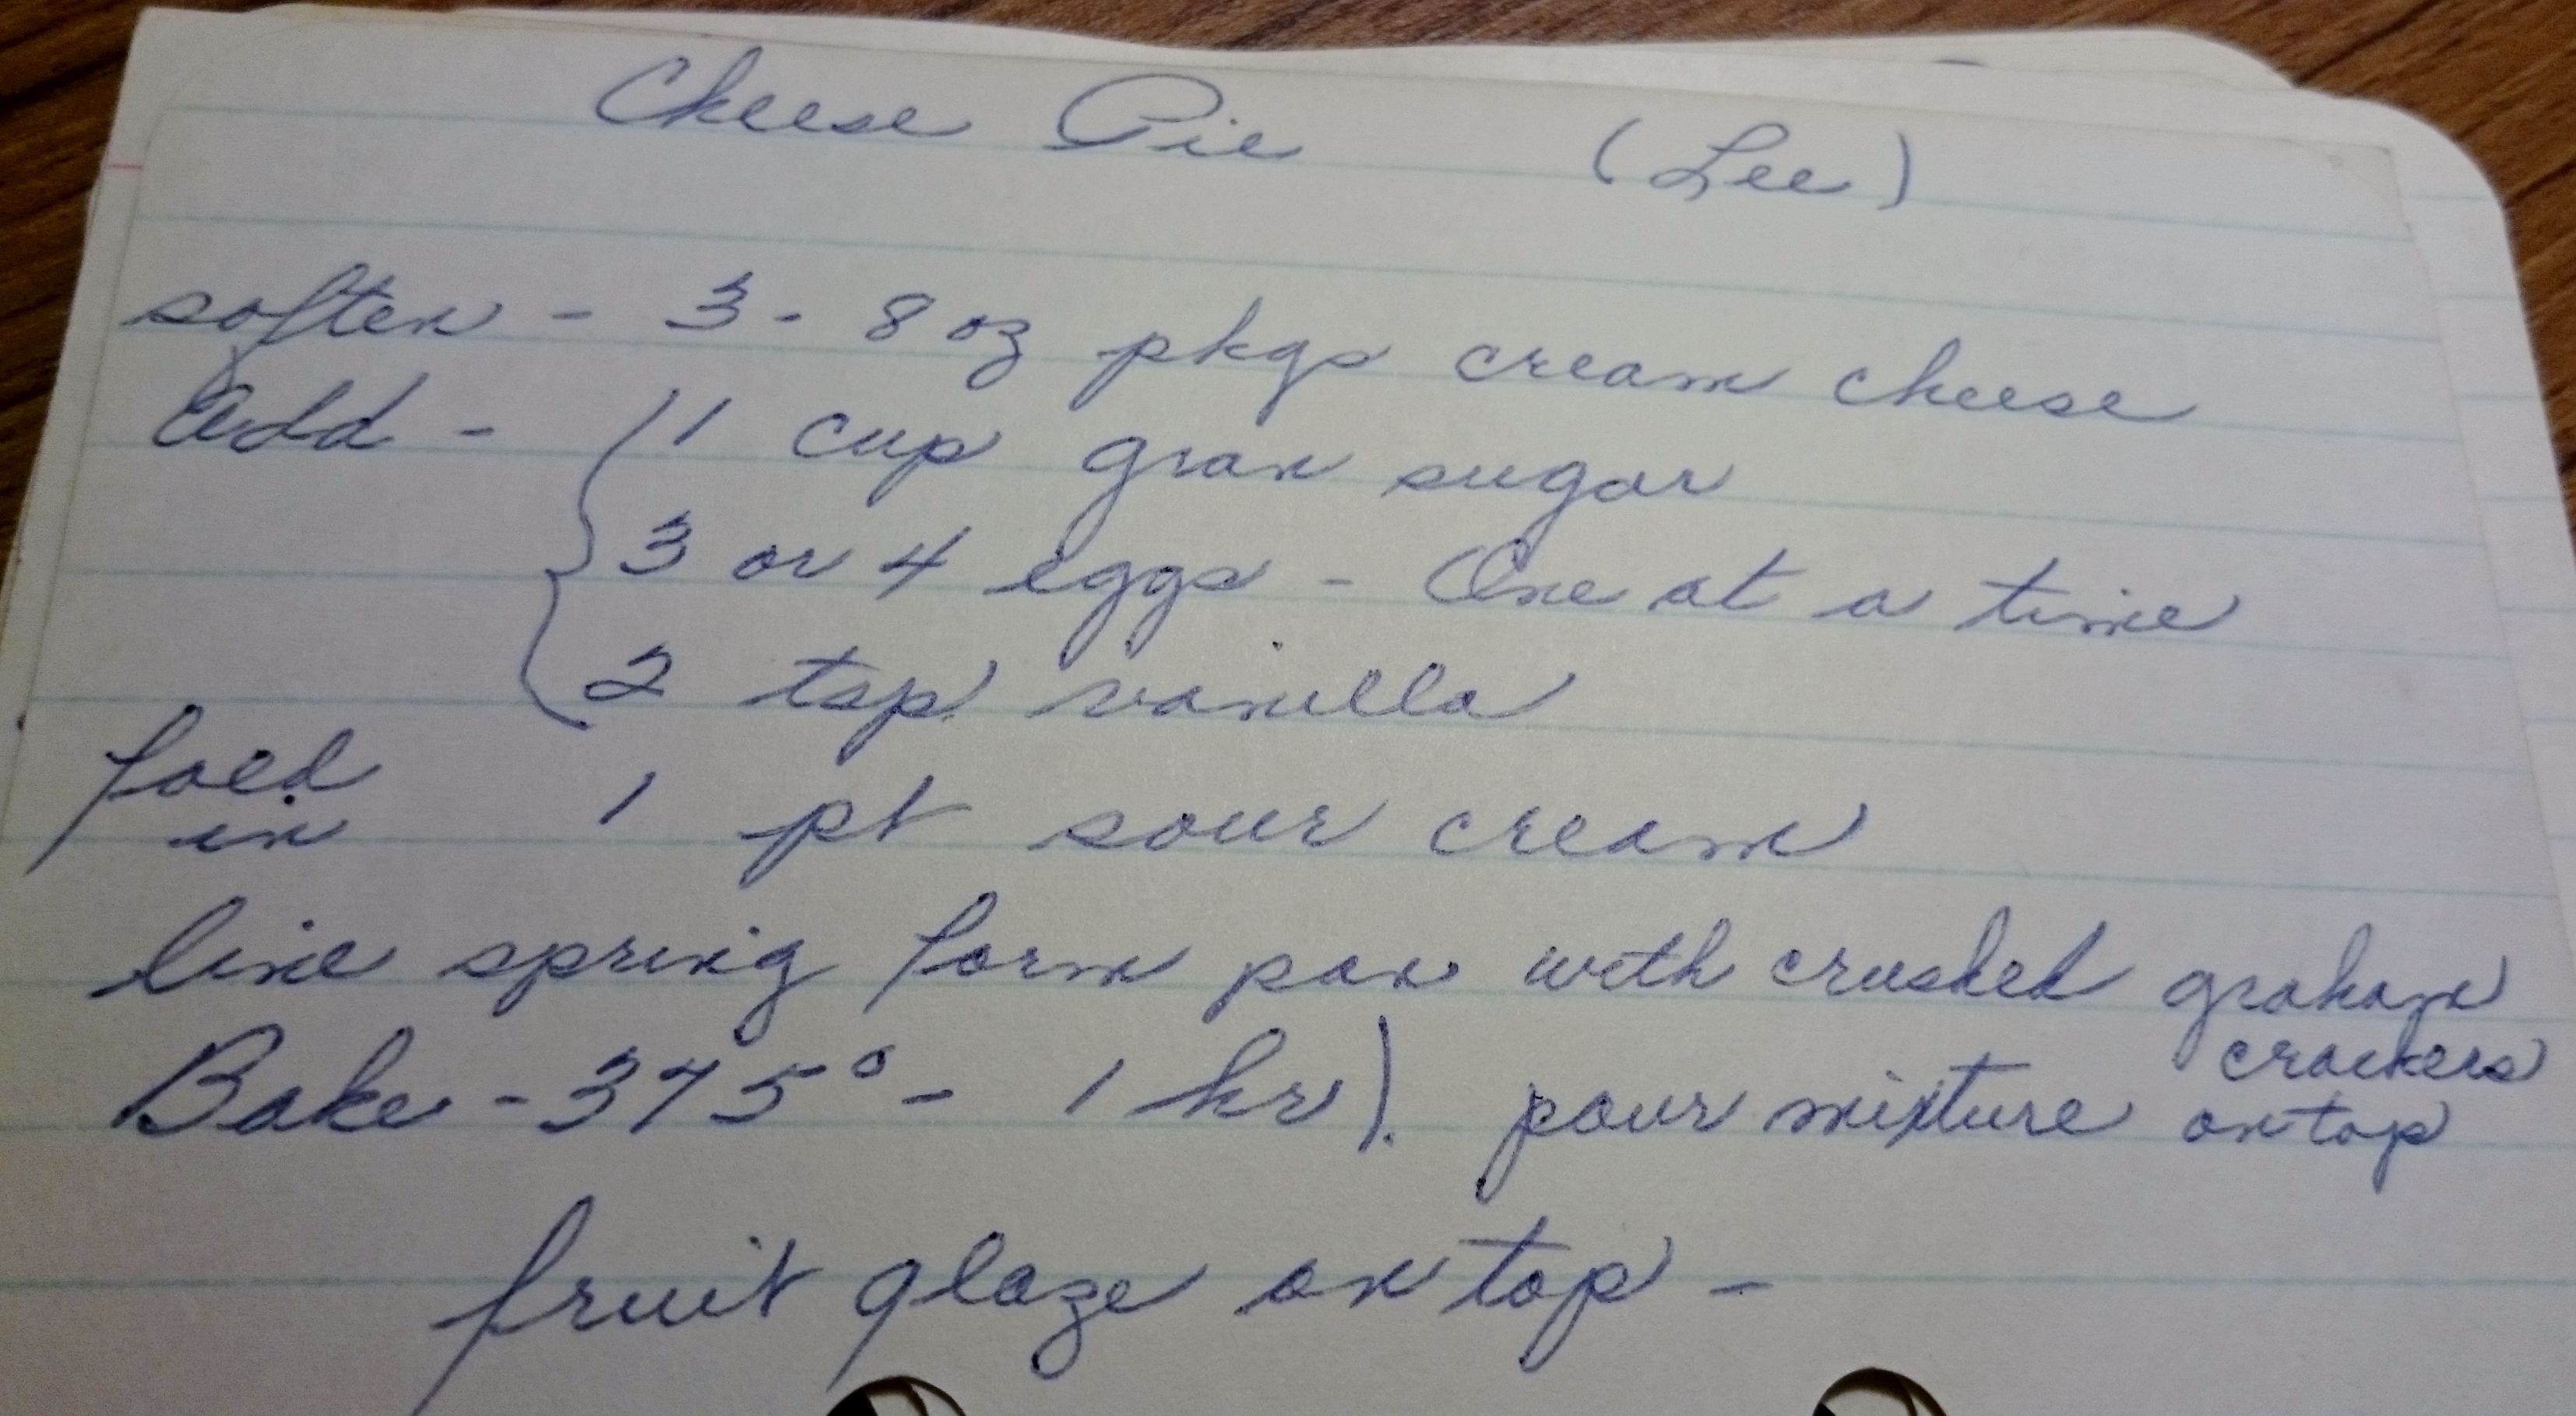 Cheese Pie (Lee)
soften - 3 - 8 oz pkgs cream cheese
Add - { 1 cup gran sugar
3 or 4 eggs - One at a time
2 tsp vanilla
fold
in 1 pt sour cream
line spring form pan with crushed graham
crackers
Bake - 375° - 1 hr). pour mixture on top
fruit glaze on top -